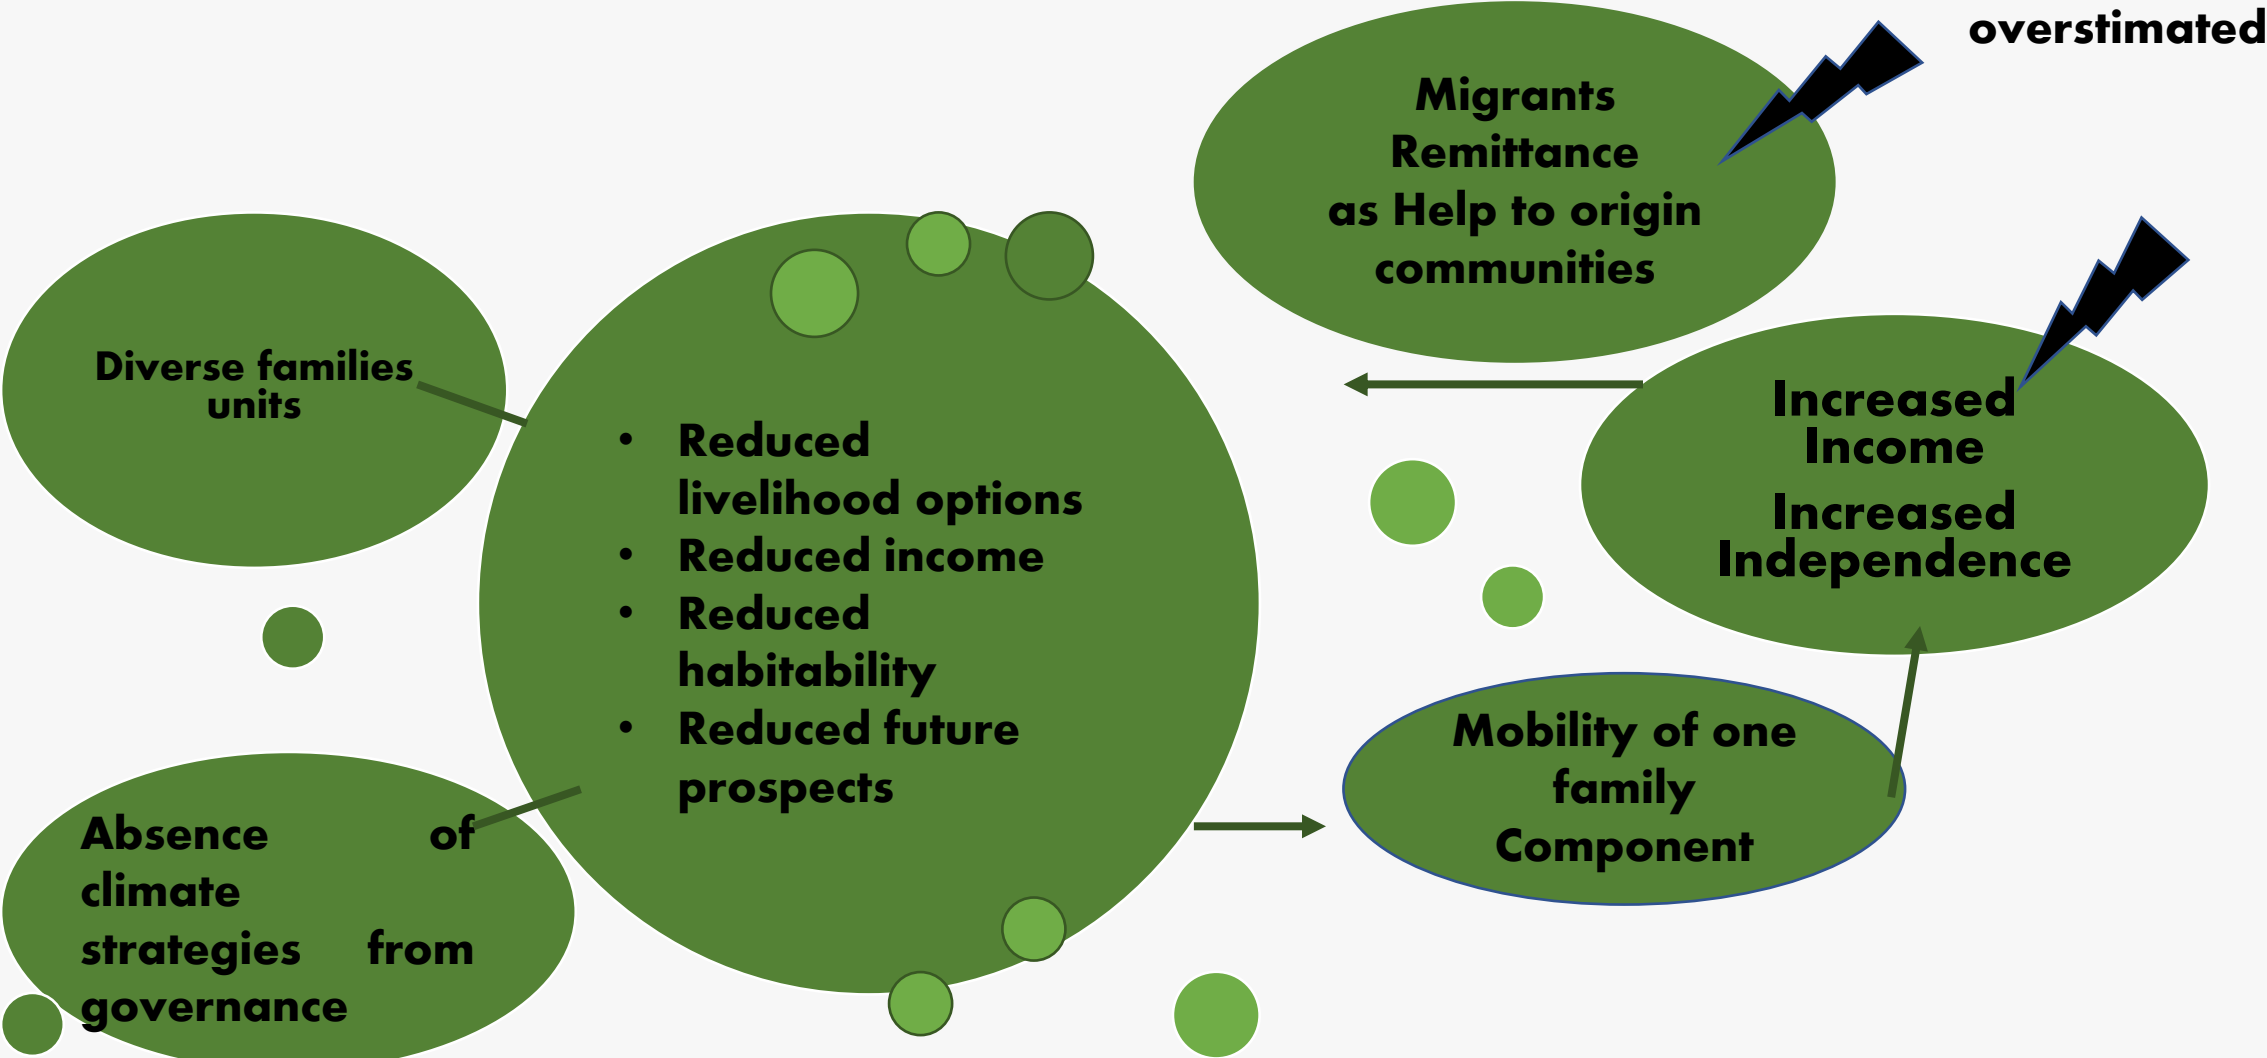 overstimated
Migrants
Remittance
as Help to origin
communities
Diverse families
units
• Reduced
livelihood options
• Reduced income
• Reduced
habitability
• Reduced future
prospects
Increased
Income
Increased
Independence
Mobility of one
family
Component
Absence of
climate
strategies from
governance